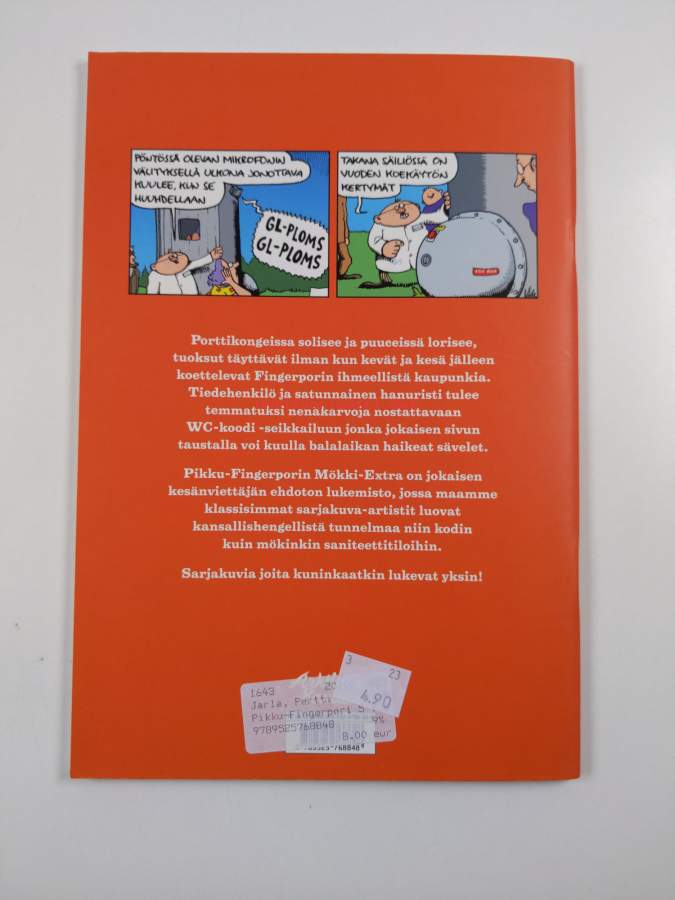 PÖNTÖSSÄ OLEVAN MIKROFONIN
VÄLITYKSELLÄ ULKONA JONOTTAVA
KUULEE, KUN SE
HUUHDELLAAN
GL-PLOMS
GL-PLOMS
TAKANA SÄILIÖSSÄ ON
VUODEN KOEKÄYTÖN
KERTYMÄT
Porttikongeissa solisee ja puuceissä lorisee,
tuoksut täyttävät ilman kun kevät ja kesä jälleen
koettelevat Fingerporin ihmeellistä kaupunkia.
Tiedehenkilö ja satunnainen hanuristi tulee
temmatuksi nenäkarvoja nostattavaan
WC-koodi -seikkailuun jonka jokaisen sivun
taustalla voi kuulla balalaikan haikeat sävelet.
Pikku-Fingerporin Mökki-Extra on jokaisen
kesänviettäjän ehdoton lukemisto, jossa maamme
klassisimmat sarjakuva-artistit luovat
kansallishengellistä tunnelmaa niin kodin
kuin mökinkin saniteettitiloihin.
Sarjakuvia joita kuninkaatkin lukevat yksin!
3 23
4.90
1643
Jarla, Pertti
Pikku-Fingerpori 5
9789525768848
8.00 eur